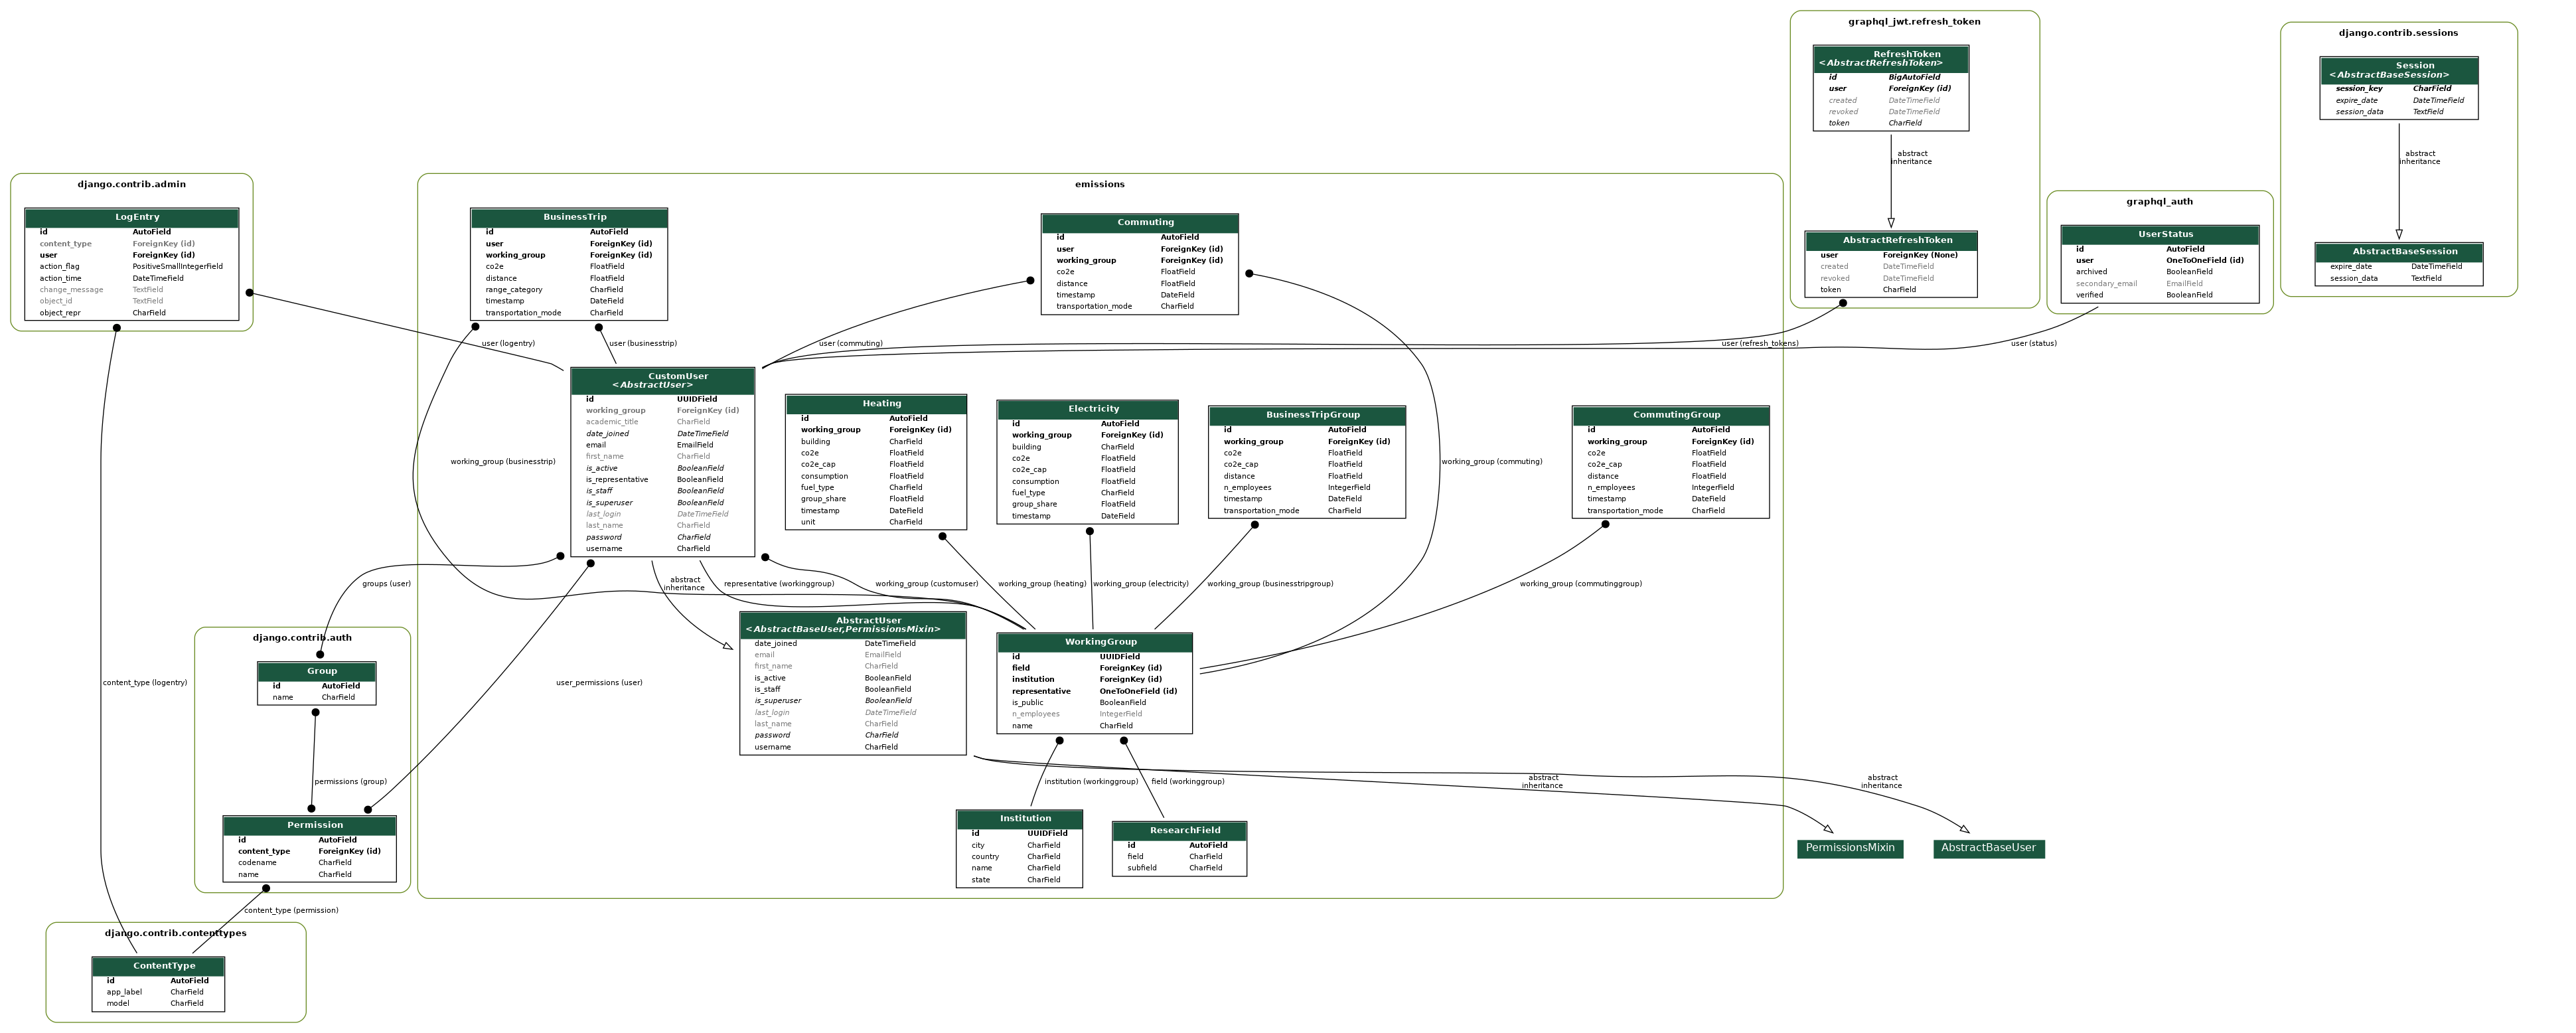 graphql_jwt.refresh_token
RefreshToken
<AbstractRefreshToken>
id BigAutoField
user ForeignKey (id)
created DateTimeField
revoked DateTimeField
token CharField
abstract
inheritance
AbstractRefreshToken
user ForeignKey (None)
created DateTimeField
revoked DateTimeField
token CharField
django.contrib.sessions
Session
<AbstractBaseSession>
session_key CharField
expire_date DateTimeField
session_data TextField
abstract
inheritance
AbstractBaseSession
expire_date DateTimeField
session_data TextField
graphql_auth
UserStatus
id AutoField
user OneToOneField (id)
archived BooleanField
secondary_email EmailField
verified BooleanField
django.contrib.admin
LogEntry
id AutoField
content_type ForeignKey (id)
user ForeignKey (id)
action_flag PositiveSmallIntegerField
action_time DateTimeField
change_message TextField
object_id TextField
object_repr CharField
emissions
BusinessTrip
id AutoField
user ForeignKey (id)
working_group ForeignKey (id)
co2e FloatField
distance FloatField
range_category CharField
timestamp DateField
transportation_mode CharField
Commuting
id AutoField
user ForeignKey (id)
working_group ForeignKey (id)
co2e FloatField
distance FloatField
timestamp DateField
transportation_mode CharField
user (logentry)
user (businesstrip)
user (commuting)
user (refresh_tokens)
user (status)
CustomUser
<AbstractUser>
id UUIDField
working_group ForeignKey (id)
academic_title CharField
date_joined DateTimeField
email EmailField
first_name CharField
is_active BooleanField
is_representative BooleanField
is_staff BooleanField
is_superuser BooleanField
last_login DateTimeField
last_name CharField
password CharField
username CharField
Heating
id AutoField
working_group ForeignKey (id)
building CharField
co2e FloatField
co2e_cap FloatField
consumption FloatField
fuel_type CharField
group_share FloatField
timestamp DateField
unit CharField
Electricity
id AutoField
working_group ForeignKey (id)
building CharField
co2e FloatField
co2e_cap FloatField
consumption FloatField
fuel_type CharField
group_share FloatField
timestamp DateField
BusinessTripGroup
id AutoField
working_group ForeignKey (id)
co2e FloatField
co2e_cap FloatField
distance FloatField
n_employees IntegerField
timestamp DateField
transportation_mode CharField
CommutingGroup
id AutoField
working_group ForeignKey (id)
co2e FloatField
co2e_cap FloatField
distance FloatField
n_employees IntegerField
timestamp DateField
transportation_mode CharField
working_group (businesstrip)
working_group (commuting)
groups (user)
abstract
inheritance
representative (workinggroup)
working_group (customuser)
working_group (heating)
working_group (electricity)
working_group (businesstripgroup)
working_group (commutinggroup)
django.contrib.auth
Group
id AutoField
name CharField
content_type (logentry)
user_permissions (user)
permissions (group)
AbstractUser
<AbstractBaseUser,PermissionsMixin>
date_joined DateTimeField
email EmailField
first_name CharField
is_active BooleanField
is_staff BooleanField
is_superuser BooleanField
last_login DateTimeField
last_name CharField
password CharField
username CharField
WorkingGroup
id UUIDField
field ForeignKey (id)
institution ForeignKey (id)
representative OneToOneField (id)
is_public BooleanField
n_employees IntegerField
name CharField
institution (workinggroup)
field (workinggroup)
abstract
inheritance
abstract
inheritance
Permission
id AutoField
content_type ForeignKey (id)
codename CharField
name CharField
Institution
id UUIDField
city CharField
country CharField
name CharField
state CharField
ResearchField
id AutoField
field CharField
subfield CharField
PermissionsMixin
AbstractBaseUser
content_type (permission)
django.contrib.contenttypes
ContentType
id AutoField
app_label CharField
model CharField